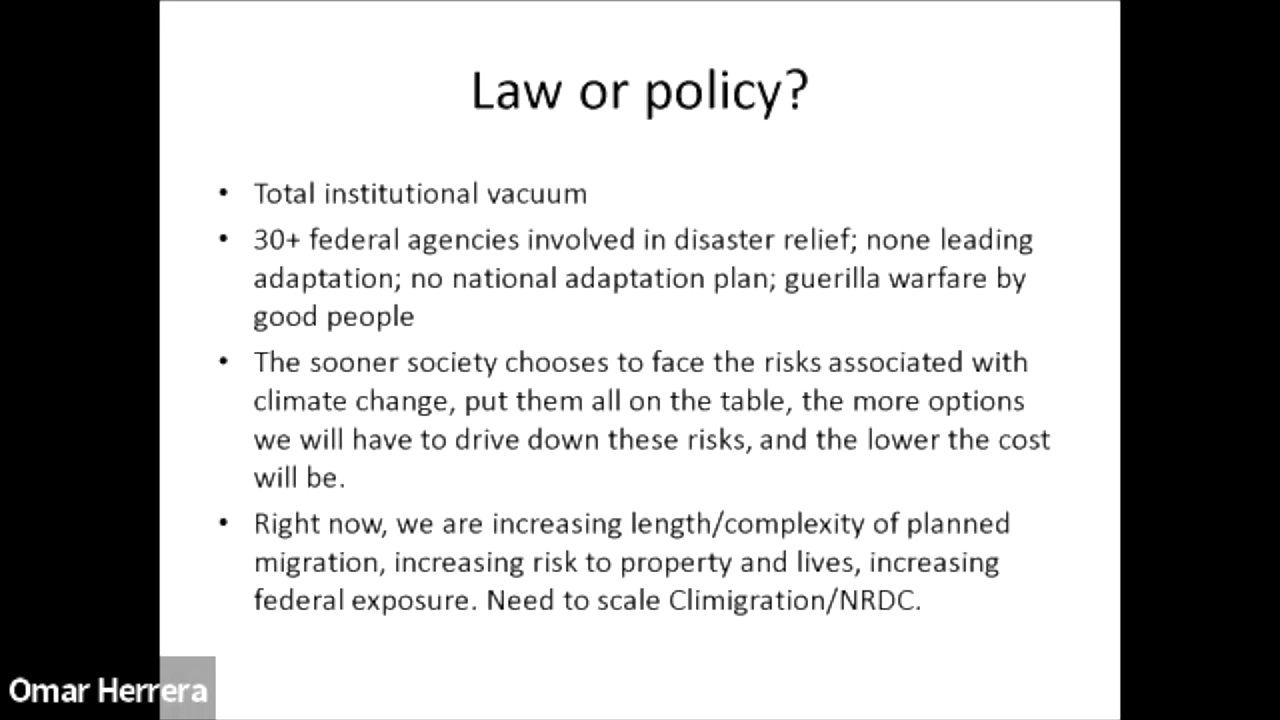 Law or policy?
• Total institutional vacuum
• 30+ federal agencies involved in disaster relief; none leading
adaptation; no national adaptation plan; guerilla warfare by
good people
• The sooner society chooses to face the risks associated with
climate change, put them all on the table, the more options
we will have to drive down these risks, and the lower the cost
will be.
• Right now, we are increasing length/complexity of planned
migration, increasing risk to property and lives, increasing
federal exposure. Need to scale Climigration/NRDC.
Omar Herrera